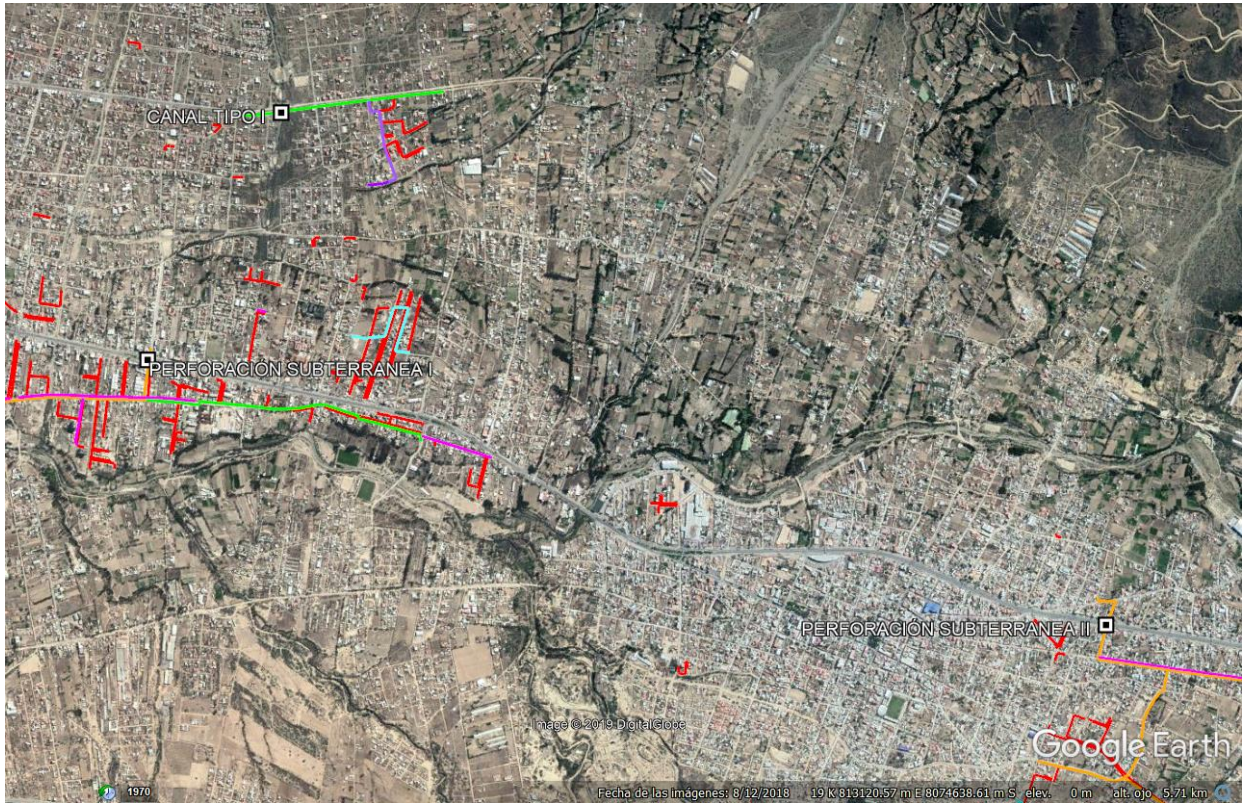 CANAL TIPO I
PERFORACIÓN SUBTERRANEA I
PERFORACIÓN SUBTERRANEA II
Image © 2019 DigitalGlobe
Google Earth
1970
Fecha de las imágenes: 8/12/2018 19 K 813120.57 m E 8074638.61 m S elev. 0 m alt. ojo 5.71 km